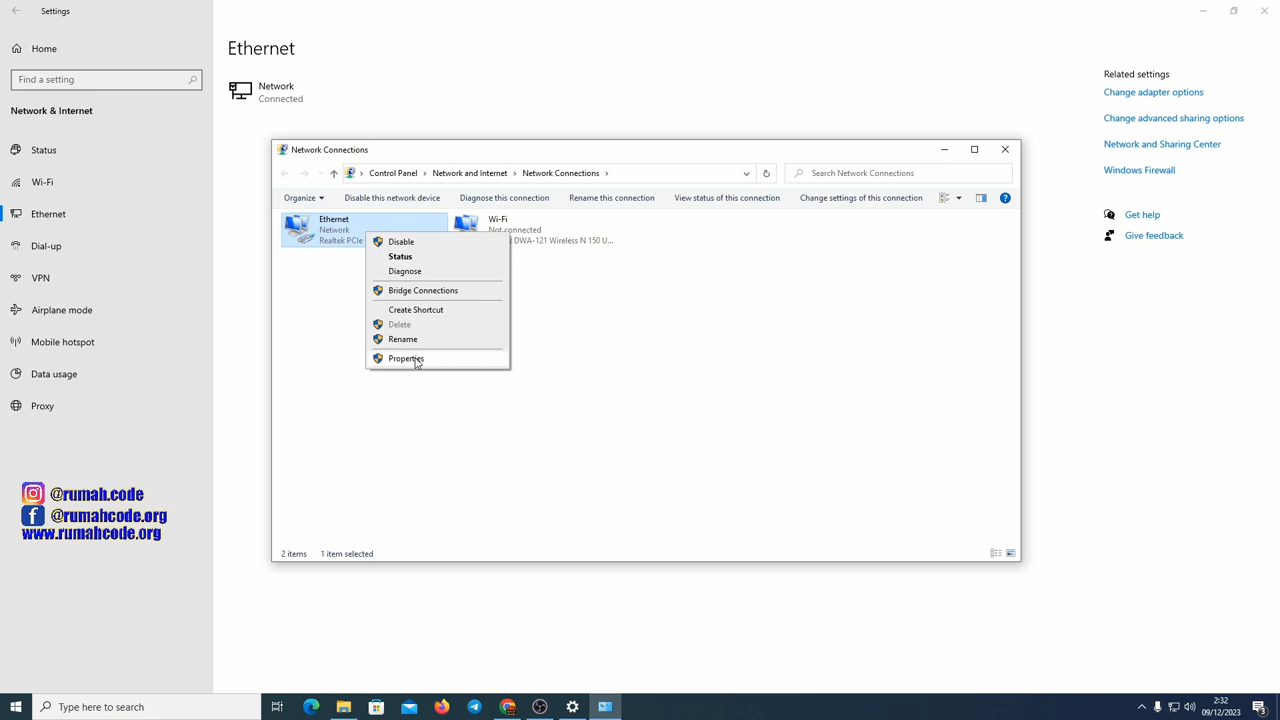 Settings
Home
Find a setting
Network & Internet
Status
Wi-Fi
Ethernet
Dial-up
VPN
Airplane mode
Mobile hotspot
Data usage
Proxy
@rumah.code
@rumahcode.org
www.rumahcode.org
Ethernet
Network
Connected
Related settings
Change adapter options
Change advanced sharing options
Network and Sharing Center
Windows Firewall
Get help
Give feedback
Network Connections
Control Panel Network and Internet Network Connections
Search Network Connections
Organize Disable this network device Diagnose this connection Rename this connection View status of this connection Change settings of this connection
Ethernet
Network
Realtek PCIe
Wi-Fi
Not connected
DWA-121 Wireless N 150 U...
Disable
Status
Diagnose
Bridge Connections
Create Shortcut
Delete
Rename
Properties
2 items 1 item selected
Type here to search
2:32
09/12/2023
3